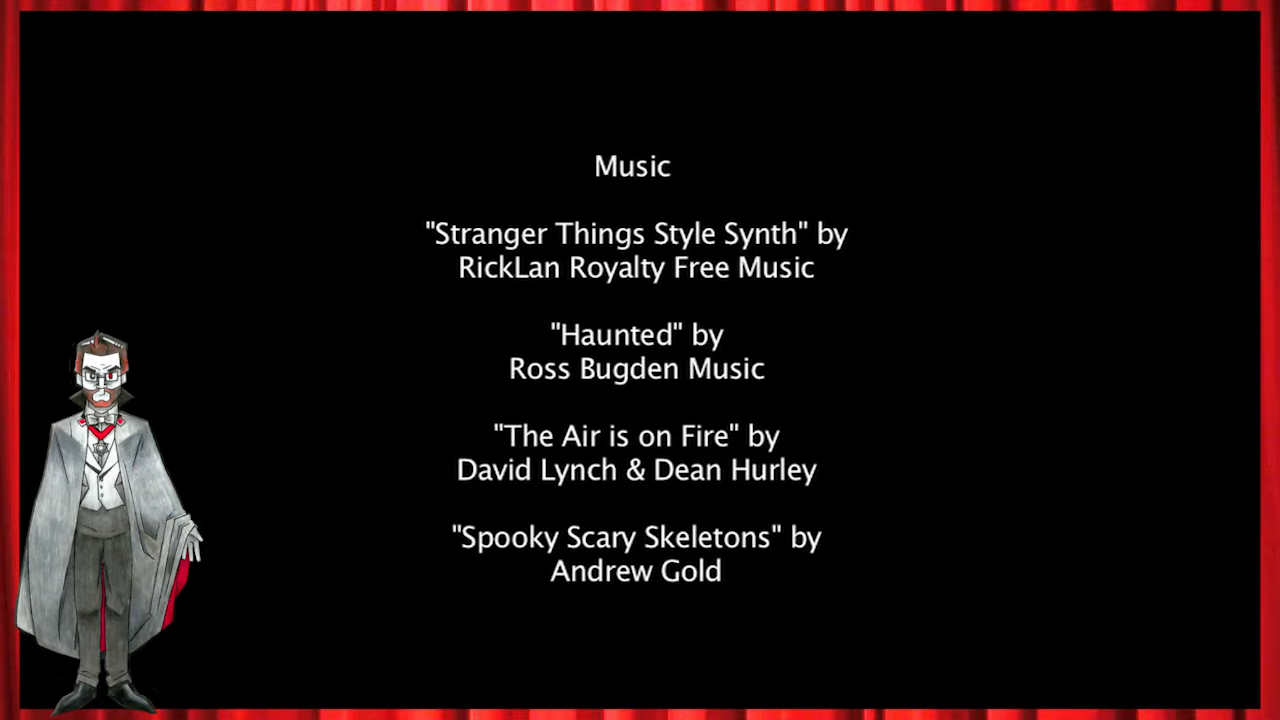 Music
"Stranger Things Style Synth" by
RickLan Royalty Free Music
"Haunted" by
Ross Bugden Music
"The Air is on Fire" by
David Lynch & Dean Hurley
"Spooky Scary Skeletons" by
Andrew Gold